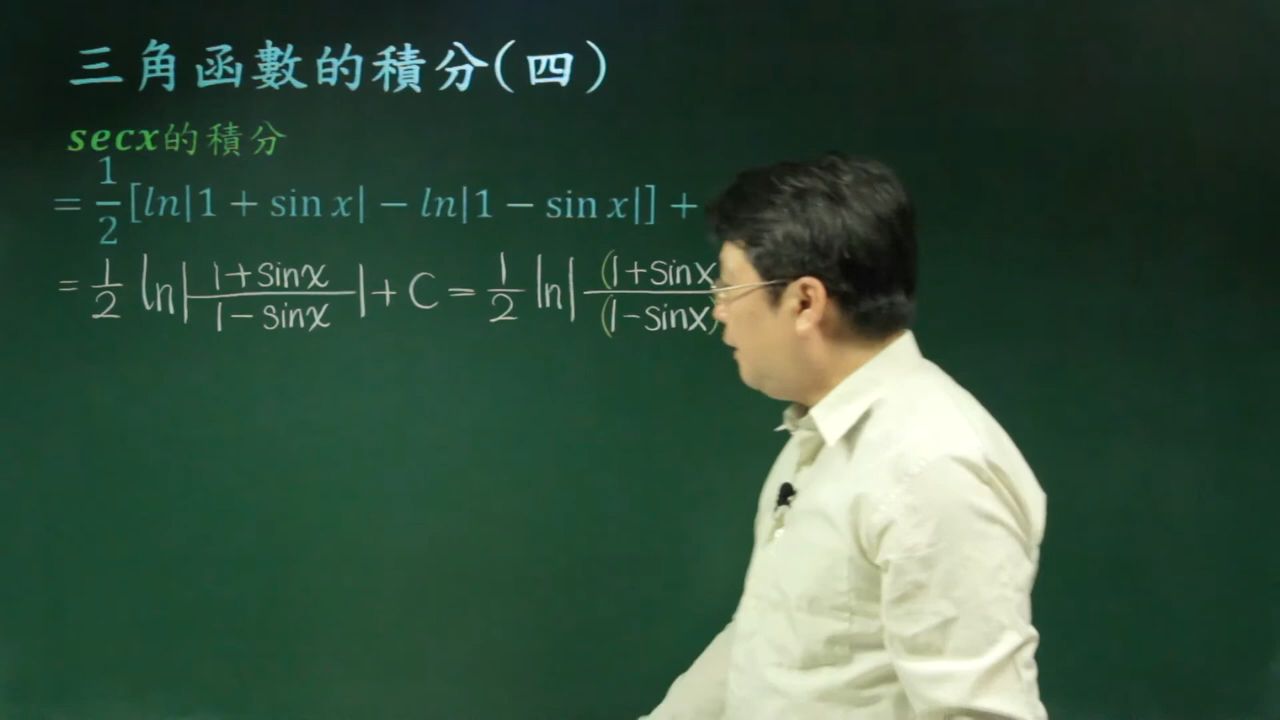 三角函數的積分(四)
secx的積分
= 1/2 [ln|1 + sin x| − ln|1 − sin x|] +
= 1/2 ln|(1+sinx)/(1−sinx)| + C = 1/2 ln| (1+sinx / (1−sinx)